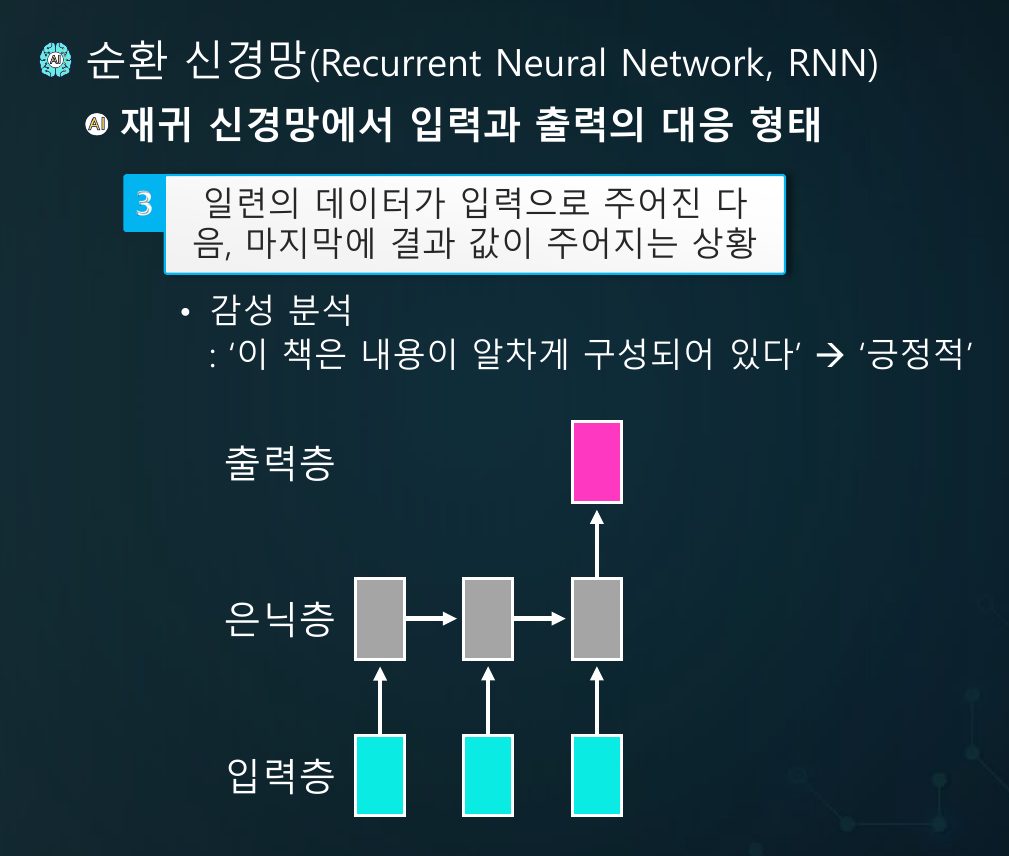 순환 신경망(Recurrent Neural Network, RNN)
재귀 신경망에서 입력과 출력의 대응 형태
3
일련의 데이터가 입력으로 주어진 다
음, 마지막에 결과 값이 주어지는 상황
• 감성 분석
: ‘이 책은 내용이 알차게 구성되어 있다’ → ‘긍정적’
출력층
은닉층
입력층